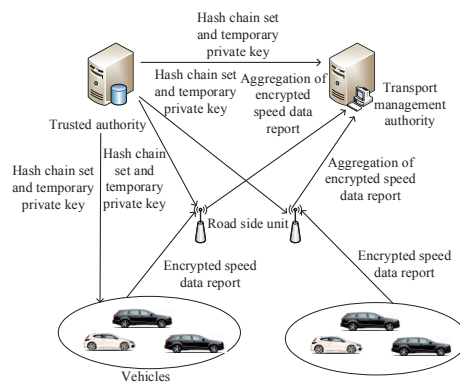 Hash chain set
and temporary
private key
Hash chain set
and temporary
private key
Aggregation of
encrypted
speed data
report
Trusted authority
Transport
management
authority
Hash chain
set
and temporary
private key
Hash chain
set and
temporary
private key
Aggregation of
encrypted speed
data report
Road side unit
Encrypted speed
data report
Encrypted speed
data report
Vehicles